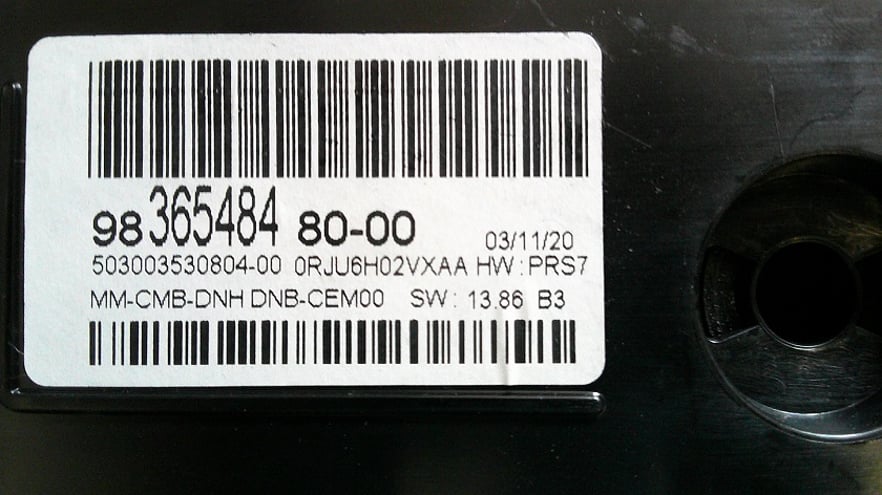 98 365484 80-00 03/11/20
503003530804-00 0RJU6H02VXAA HW:PRS7
MM-CMB-DNH DNB-CEM00 SW: 13.86 B3